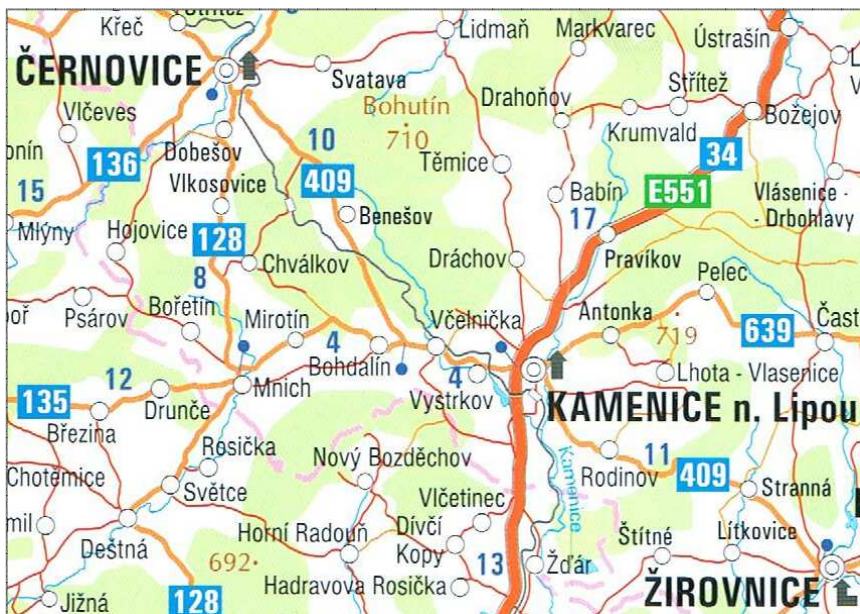 Křeč
Lidmaň
Markvarec
Ústrašín
ČERNOVICE
Svatava
Bohutín
710
Drahoňov
Střítež
Krumvald
Božejov
Vlčeves
10
Dobešov
136
409
Těmice
34
E551
15
Vlkosovice
Babín
Vlásenice -
- Drbohlavy
Mlýny
Benešov
17
Hojovice
128
Pravíkov
Chválkov
Dráchov
8
Pelec
Psárov
Bořetín
Mirotín
Včelnička
Antonka
719
639
Část
4
Bohdalín
12
Mnich
4
Vystrkov
Lhota - Vlasenice
135
Drunče
KAMENICE n. Lipou
Březina
Rosička
Nový Bozděchov
Kamenice
Rodinov
11
409
Chotěmice
Světce
Vlčetinec
Stranná
Deštná
Horní Radouň
Dívčí
Kopy
Štítné
Lítkovice
692
13
Žďár
Hadravova Rosička
ŽIROVNICE
Jižná
128